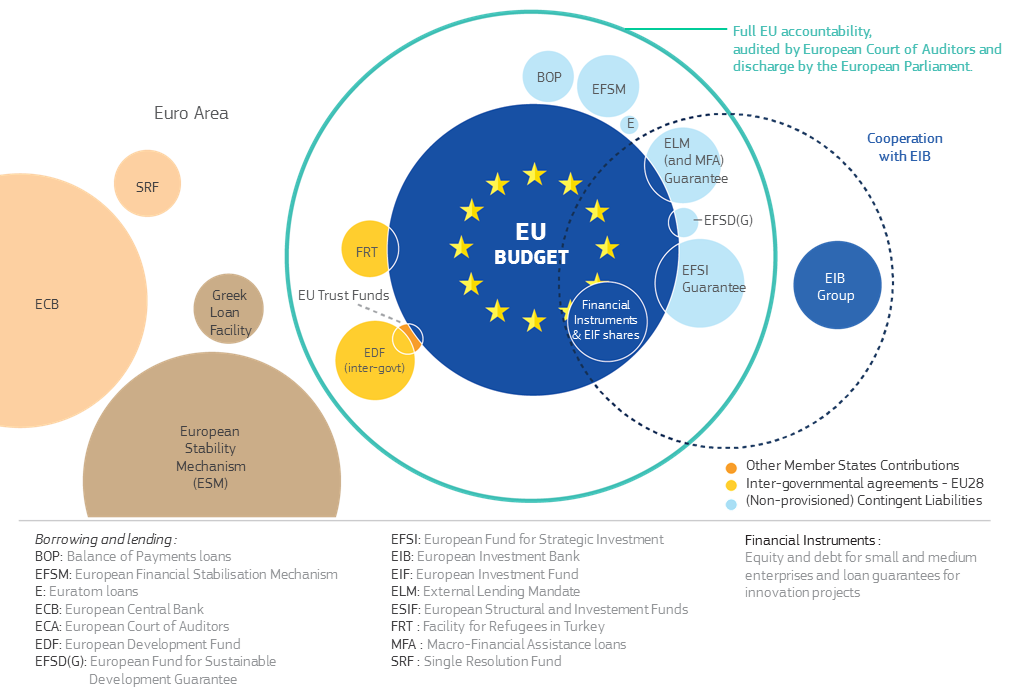 Full EU accountability,
audited by European Court of Auditors and
discharge by the European Parliament.
BOP
EFSM
E
Euro Area
Cooperation
with EIB
ELM
(and MFA)
Guarantee
SRF
EFSD(G)
EU
BUDGET
FRT
EFSI
Guarantee
EIB
Group
ECB
Greek
Loan
Facility
EU Trust Funds
Financial
Instruments
& EIF shares
EDF
(inter-govt)
European
Stability
Mechanism
(ESM)
Other Member States Contributions
Inter-governmental agreements - EU28
(Non-provisioned) Contingent Liabilities
Borrowing and lending :
BOP: Balance of Payments loans
EFSM: European Financial Stabilisation Mechanism
E: Euratom loans
ECB: European Central Bank
ECA: European Court of Auditors
EDF: European Development Fund
EFSD(G): European Fund for Sustainable
Development Guarantee
EFSI: European Fund for Strategic Investment
EIB: European Investment Bank
EIF: European Investment Fund
ELM: External Lending Mandate
ESIF: European Structural and Investement Funds
FRT : Facility for Refugees in Turkey
MFA : Macro-Financial Assistance loans
SRF : Single Resolution Fund
Financial Instruments :
Equity and debt for small and medium
enterprises and loan guarantees for
innovation projects